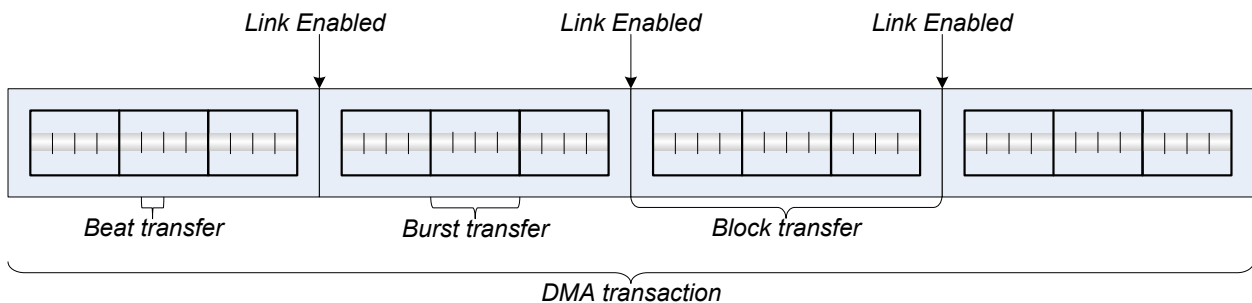 Link Enabled
Link Enabled
Link Enabled
Beat transfer
Burst transfer
Block transfer
DMA transaction